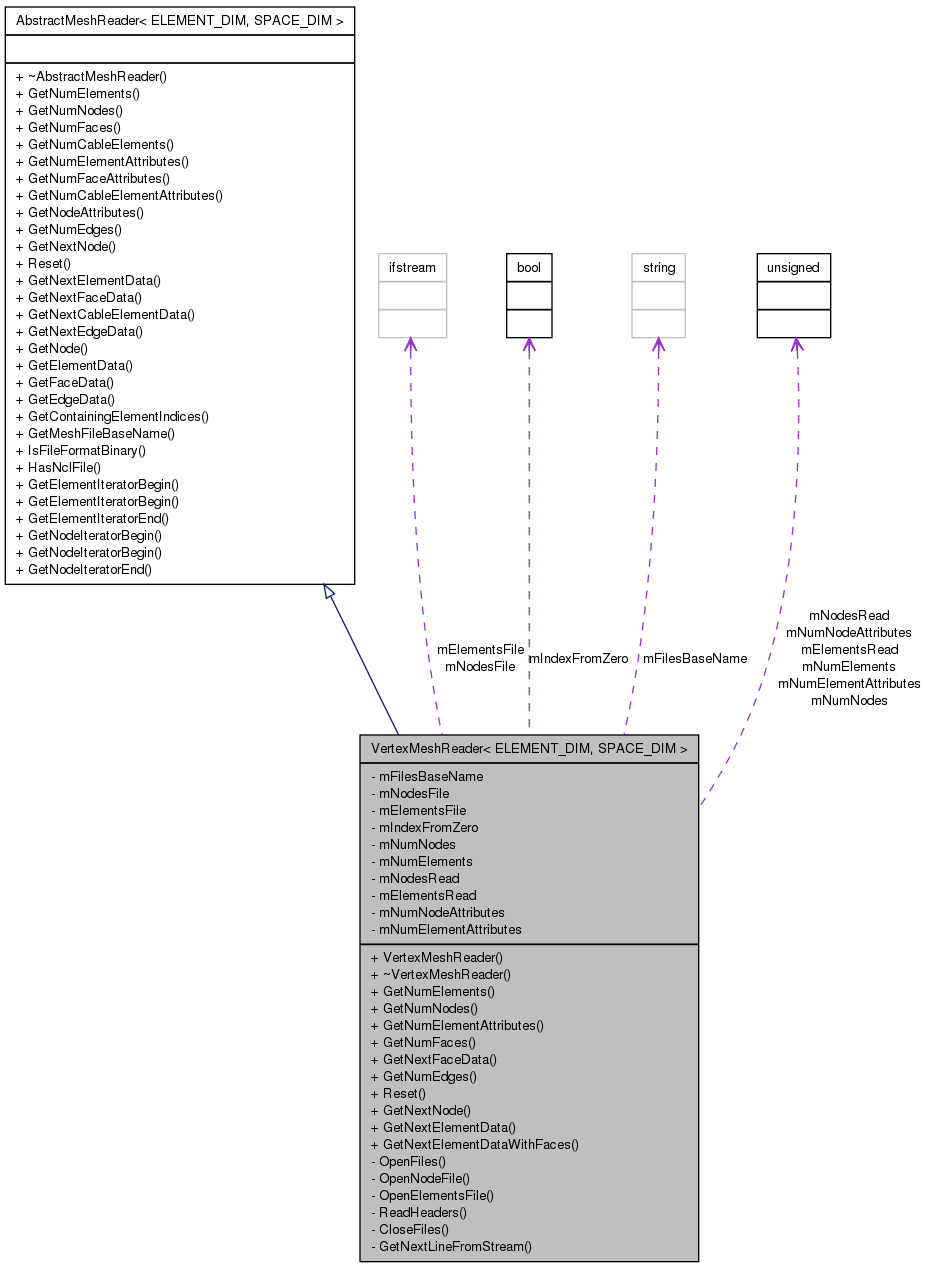 AbstractMeshReader< ELEMENT_DIM, SPACE_DIM >
+ ~AbstractMeshReader()
+ GetNumElements()
+ GetNumNodes()
+ GetNumFaces()
+ GetNumCableElements()
+ GetNumElementAttributes()
+ GetNumFaceAttributes()
+ GetNumCableElementAttributes()
+ GetNodeAttributes()
+ GetNumEdges()
+ GetNextNode()
+ Reset()
+ GetNextElementData()
+ GetNextFaceData()
+ GetNextCableElementData()
+ GetNextEdgeData()
+ GetNode()
+ GetElementData()
+ GetFaceData()
+ GetEdgeData()
+ GetContainingElementIndices()
+ GetMeshFileBaseName()
+ IsFileFormatBinary()
+ HasNclFile()
+ GetElementIteratorBegin()
+ GetElementIteratorBegin()
+ GetElementIteratorEnd()
+ GetNodeIteratorBegin()
+ GetNodeIteratorBegin()
+ GetNodeIteratorEnd()
ifstream
bool
string
unsigned
mElementsFile
mNodesFile
mIndexFromZero
mFilesBaseName
mNodesRead
mNumNodeAttributes
mElementsRead
mNumElements
mNumElementAttributes
mNumNodes
VertexMeshReader< ELEMENT_DIM, SPACE_DIM >
- mFilesBaseName
- mNodesFile
- mElementsFile
- mIndexFromZero
- mNumNodes
- mNumElements
- mNodesRead
- mElementsRead
- mNumNodeAttributes
- mNumElementAttributes
+ VertexMeshReader()
+ ~VertexMeshReader()
+ GetNumElements()
+ GetNumNodes()
+ GetNumElementAttributes()
+ GetNumFaces()
+ GetNextFaceData()
+ GetNumEdges()
+ Reset()
+ GetNextNode()
+ GetNextElementData()
+ GetNextElementDataWithFaces()
- OpenFiles()
- OpenNodeFile()
- OpenElementsFile()
- ReadHeaders()
- CloseFiles()
- GetNextLineFromStream()